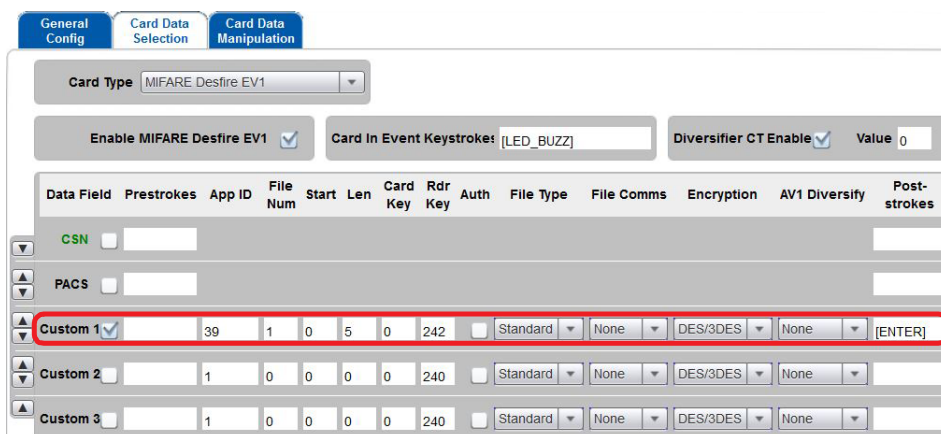 General Config
Card Data Selection
Card Data Manipulation
Card Type MIFARE Desfire EV1
Enable MIFARE Desfire EV1 Card In Event Keystrokes [LED_BUZZ] Diversifier CT Enable Value 0
Data Field Prestrokes App ID File Num Start Len Card Key Rdr Key Auth File Type File Comms Encryption AV1 Diversify Post-strokes
CSN
PACS
Custom 1 39 1 0 5 0 242 Standard None DES/3DES None [ENTER]
Custom 2 1 0 0 0 0 240 Standard None DES/3DES None
Custom 3 1 0 0 0 0 240 Standard None DES/3DES None